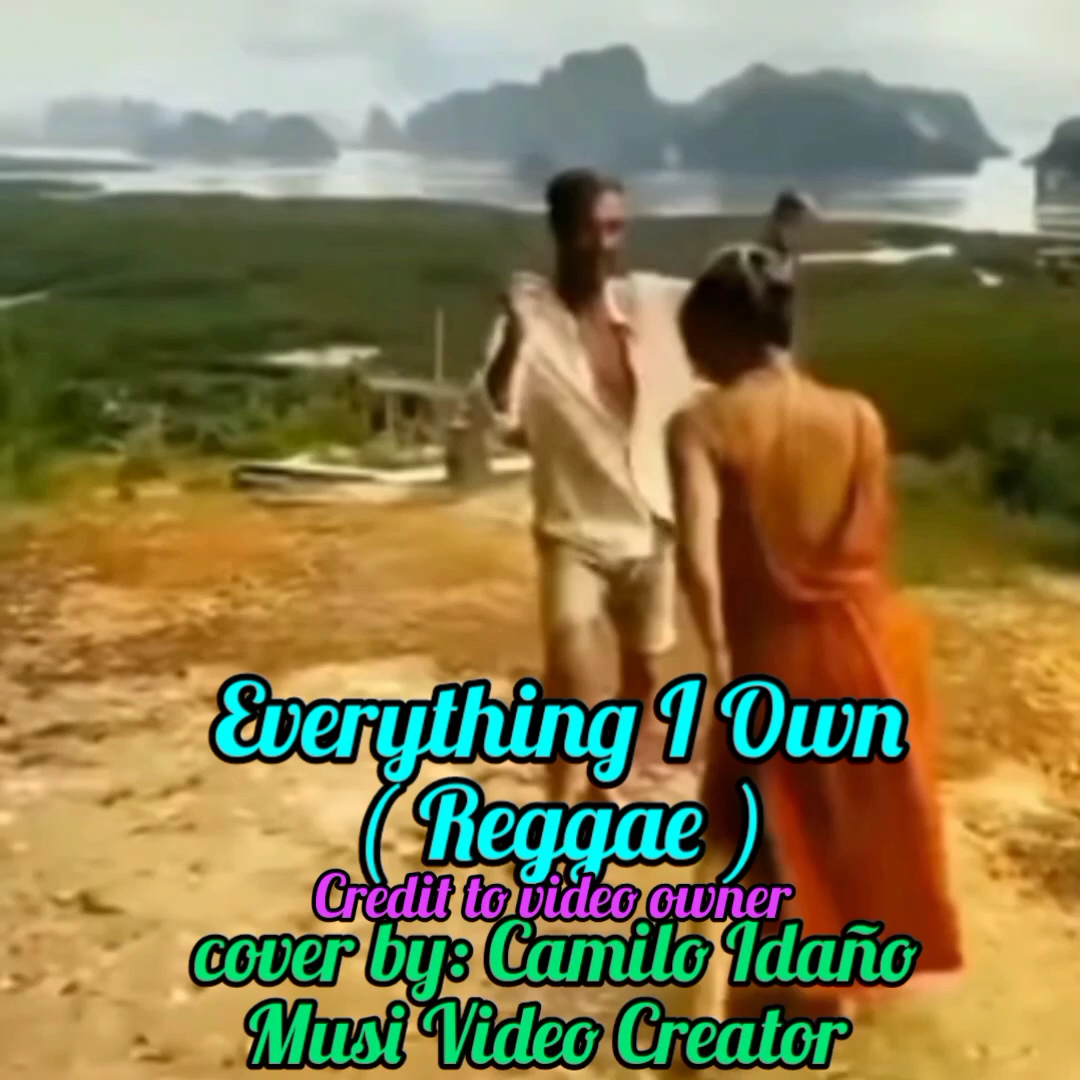 Everything I Own
( Reggae )
Credit to video owner
cover by: Camilo Idaño
Musi Video Creator